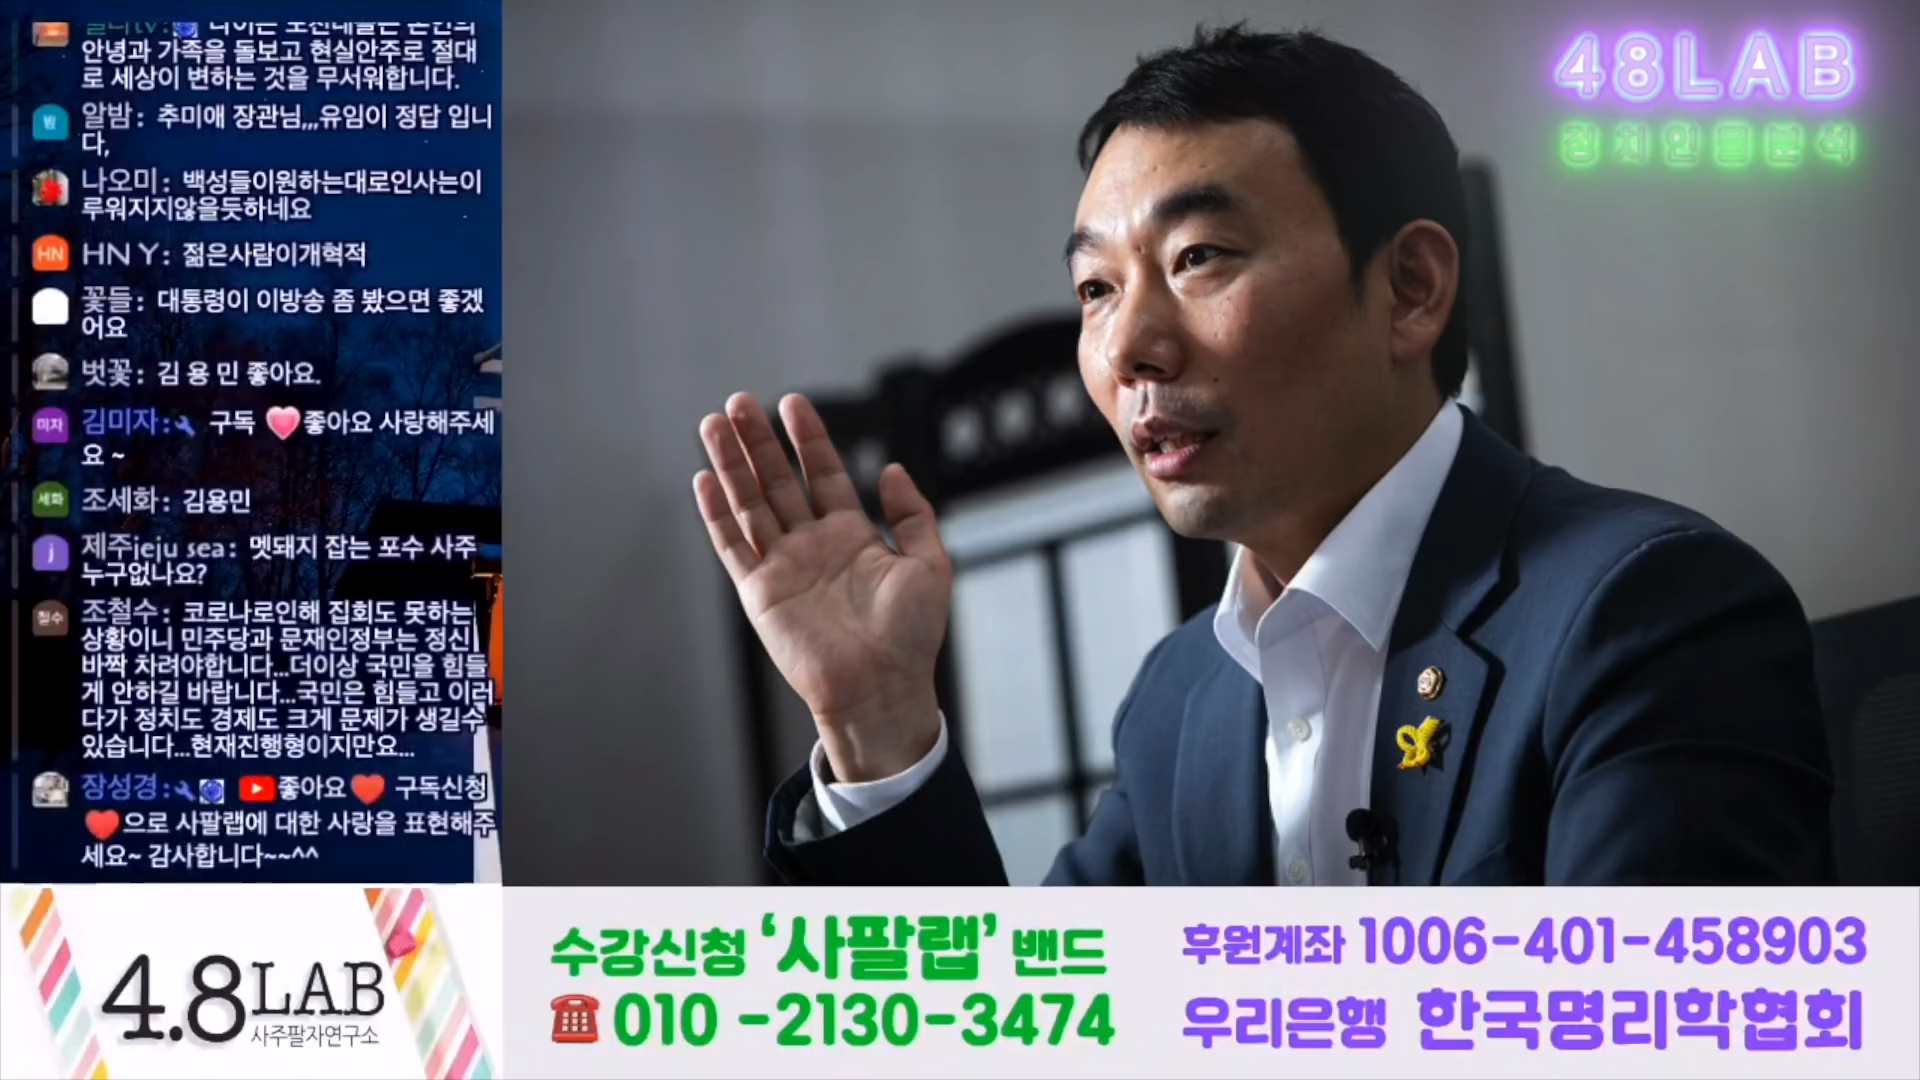 안녕과 가족을 돌보고 현실안주로 절대
로 세상이 변하는 것을 무서워합니다.
밤
알밤: 추미애 장관님,,,유임이 정답 입니
다,
나오미: 백성들이원하는대로인사는이
루워지지않을듯하네요
HN
HN Y: 젊은사람이개혁적
꽃들: 대통령이 이방송 좀 봤으면 좋겠
어요
벗꽃: 김 용 민 좋아요.
미자
김미자: 구독 좋아요 사랑해주세
요 ~
세화
조세화: 김용민
j
제주jeju sea: 멧돼지 잡는 포수 사주
누구없나요?
철수
조철수: 코로나로인해 집회도 못하는
상황이니 민주당과 문재인정부는 정신
바짝 차려야합니다...더이상 국민을 힘들
게 안하길 바랍니다...국민은 힘들고 이러
다가 정치도 경제도 크게 문제가 생길수
있습니다...현재진행형이지만요...
장성경: 좋아요 구독신청
으로 사팔랩에 대한 사랑을 표현해주
세요~ 감사합니다~~^^
48LAB
정치인물분석
4.8LAB
사주팔자연구소
수강신청 '사팔랩' 밴드
010 -2130-3474
후원계좌 1006-401-458903
우리은행 한국명리학협회